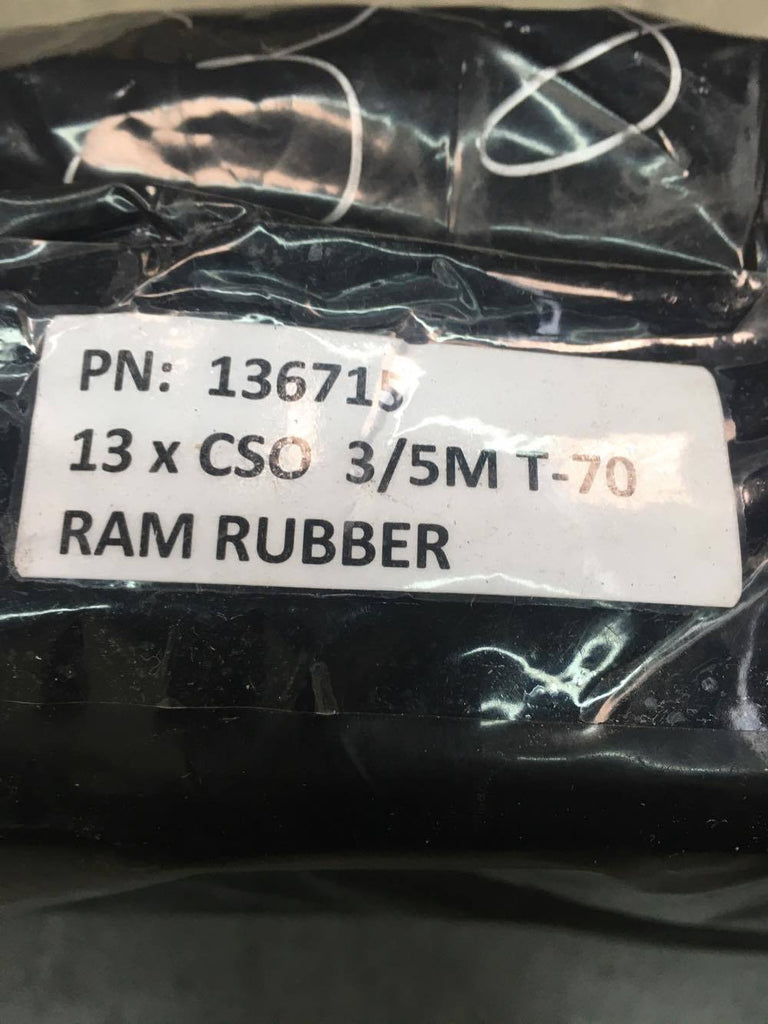 PN: 136715
13 x CSO 3/5M T-70
RAM RUBBER